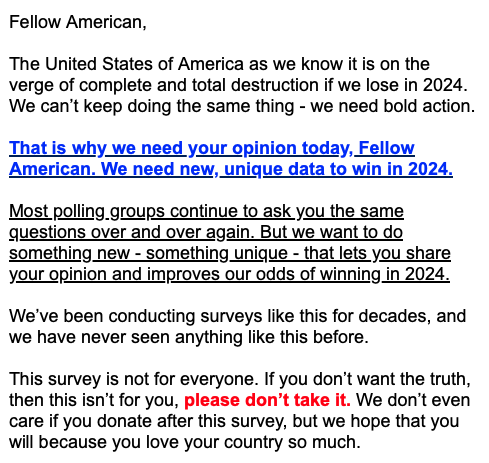 Fellow American,
The United States of America as we know it is on the
verge of complete and total destruction if we lose in 2024.
We can’t keep doing the same thing - we need bold action.
That is why we need your opinion today, Fellow
American. We need new, unique data to win in 2024.
Most polling groups continue to ask you the same
questions over and over again. But we want to do
something new - something unique - that lets you share
your opinion and improves our odds of winning in 2024.
We’ve been conducting surveys like this for decades, and
we have never seen anything like this before.
This survey is not for everyone. If you don’t want the truth,
then this isn’t for you, please don’t take it. We don’t even
care if you donate after this survey, but we hope that you
will because you love your country so much.